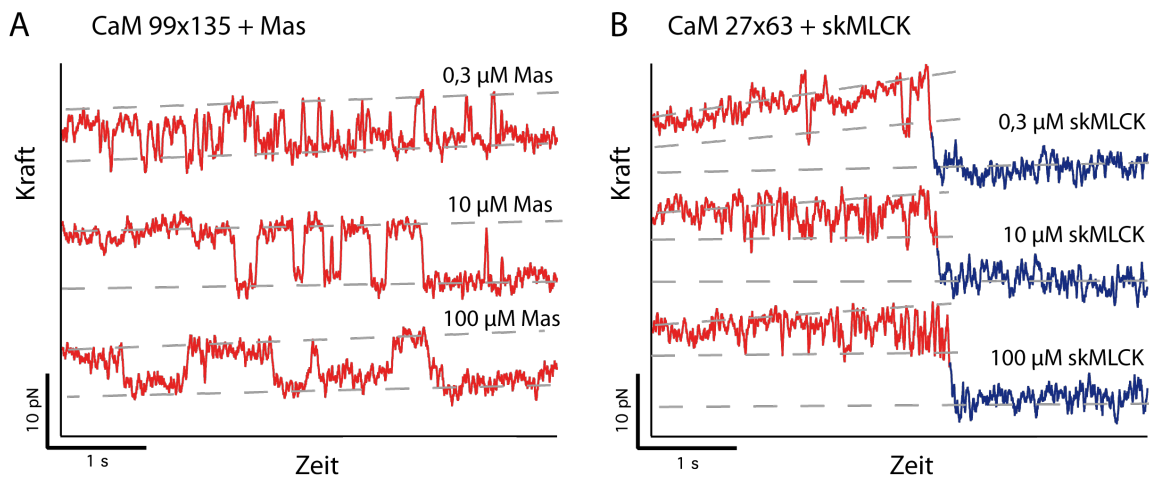 A
CaM 99x135 + Mas
0,3 µM Mas
10 µM Mas
100 µM Mas
Kraft
10 pN
1 s
Zeit
B
CaM 27x63 + skMLCK
0,3 µM skMLCK
10 µM skMLCK
100 µM skMLCK
Kraft
10 pN
1 s
Zeit